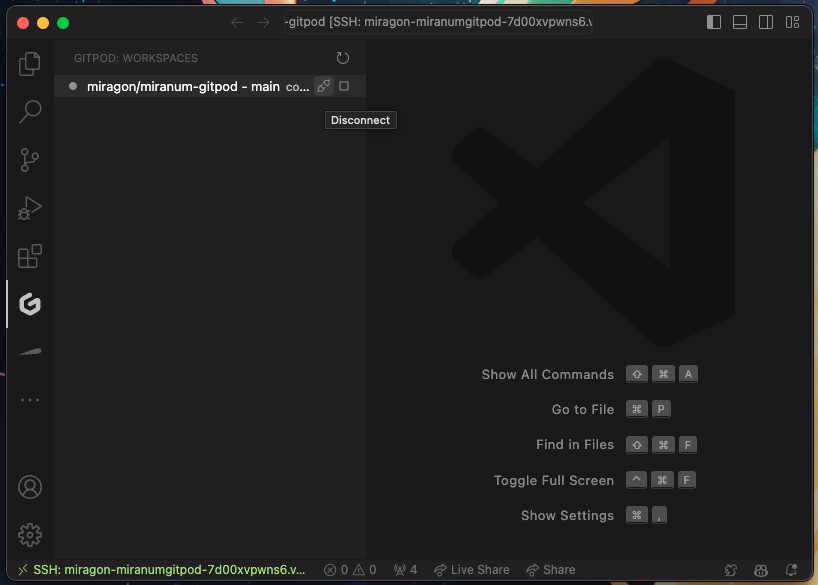 -gitpod [SSH: miragon-miranumgitpod-7d00xvpwns6.v
GITPOD: WORKSPACES
miragon/miranum-gitpod - main co...
Disconnect
Show All Commands ⇧ ⌘ A
Go to File ⌘ P
Find in Files ⇧ ⌘ F
Toggle Full Screen ^ ⌘ F
Show Settings ⌘ ,
SSH: miragon-miranumgitpod-7d00xvpwns6.v... 0 0 4 Live Share Share